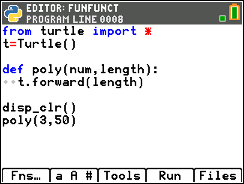 EDITOR: FUNFUNCT
PROGRAM LINE 0008
from turtle import *
t=Turtle()
def poly(num,length):
··t.forward(length)
disp_clr()
poly(3,50)
Fns… a A # Tools Run Files